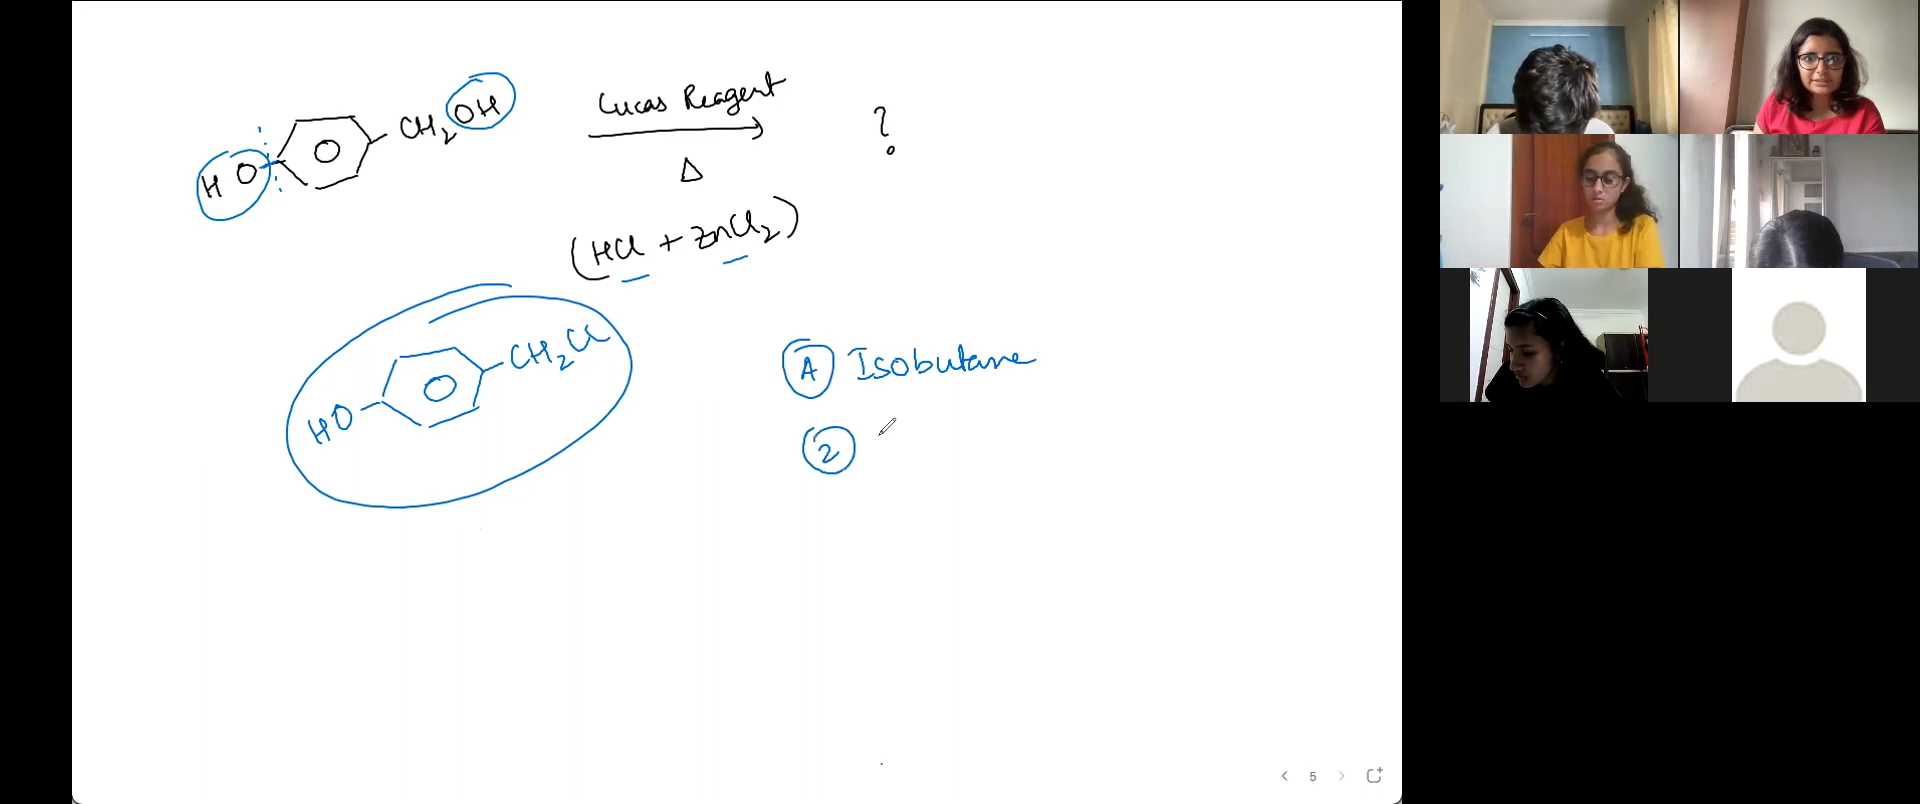 HO CH2OH
Lucas Reagent
Δ
?
(HCl + ZnCl2)
HO CH2Cl
A Isobutane
2
5